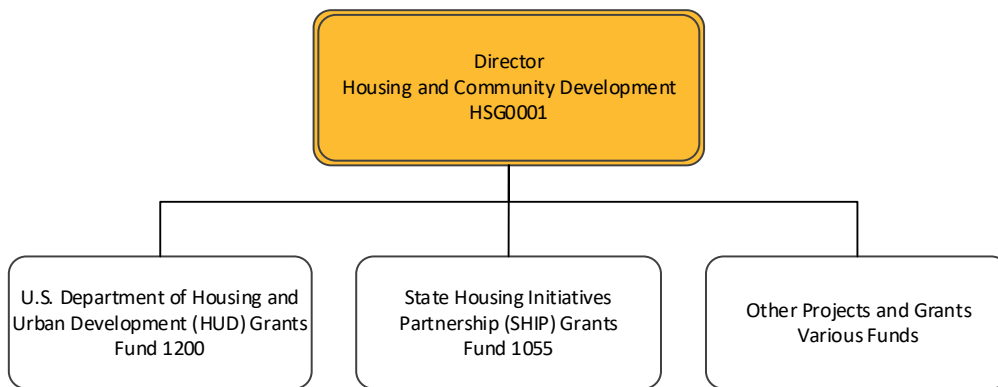 Director
Housing and Community Development
HSG0001
U.S. Department of Housing and
Urban Development (HUD) Grants
Fund 1200
State Housing Initiatives
Partnership (SHIP) Grants
Fund 1055
Other Projects and Grants
Various Funds